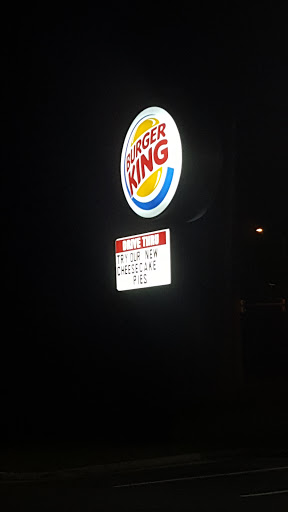 BURGER
KING
DRIVE THRU
TRY OUR NEW
CHEESECAKE
PIES